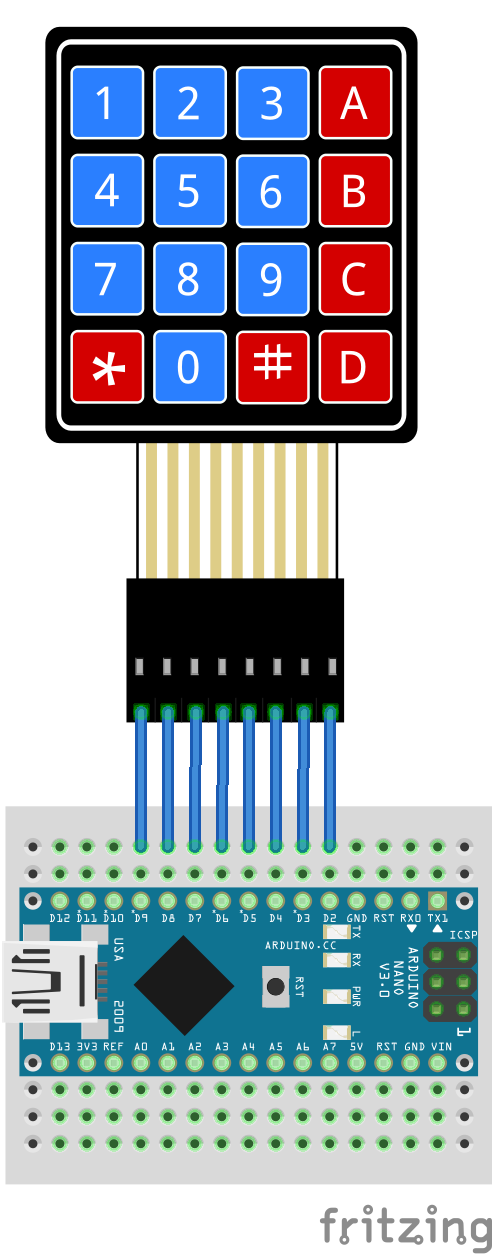 1 2 3 A
4 5 6 B
7 8 9 C
* 0 # D
D12 D11 D10 D9 D8 D7 D6 D5 D4 D3 D2 GND RST RX0 TX1
ICSP
USA
2009
ARDUINO.CC
RST
TX
RX
PWR
L
ARDUINO
NANO
V3.0
1
D13 3V3 REF A0 A1 A2 A3 A4 A5 A6 A7 5V RST GND VIN
fritzing